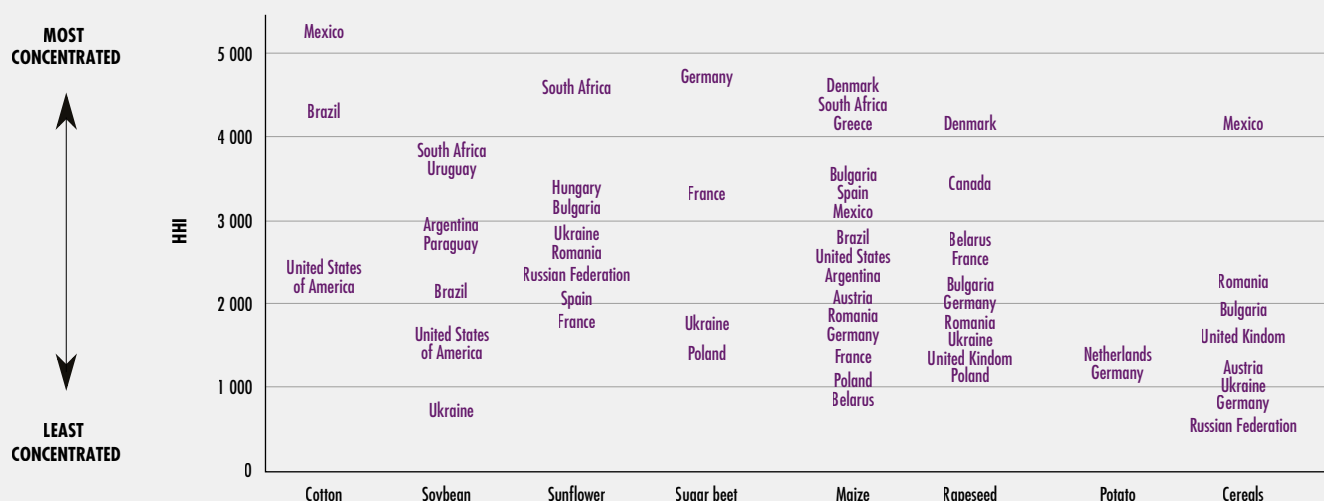 MOST
CONCENTRATED
LEAST
CONCENTRATED
HHI
5 000
4 000
3 000
2 000
1 000
0
Mexico
Brazil
United States
of America
Cotton
South Africa
Uruguay
Argentina
Paraguay
Brazil
United States
of America
Ukraine
Soybean
South Africa
Hungary
Bulgaria
Ukraine
Romania
Russian Federation
Spain
France
Sunflower
Germany
France
Ukraine
Poland
Sugar beet
Denmark
South Africa
Greece
Bulgaria
Spain
Mexico
Brazil
United States
Argentina
Austria
Romania
Germany
France
Poland
Belarus
Maize
Denmark
Canada
Belarus
France
Bulgaria
Germany
Romania
Ukraine
United Kindom
Poland
Rapeseed
Netherlands
Germany
Potato
Mexico
Romania
Bulgaria
United Kindom
Austria
Ukraine
Germany
Russian Federation
Cereals